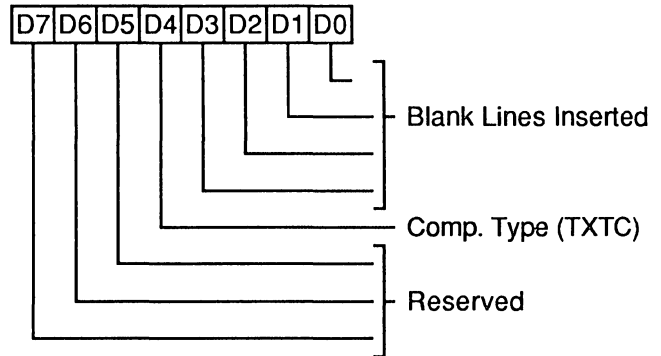 D7 D6 D5 D4 D3 D2 D1 D0
Blank Lines Inserted
Comp. Type (TXTC)
Reserved